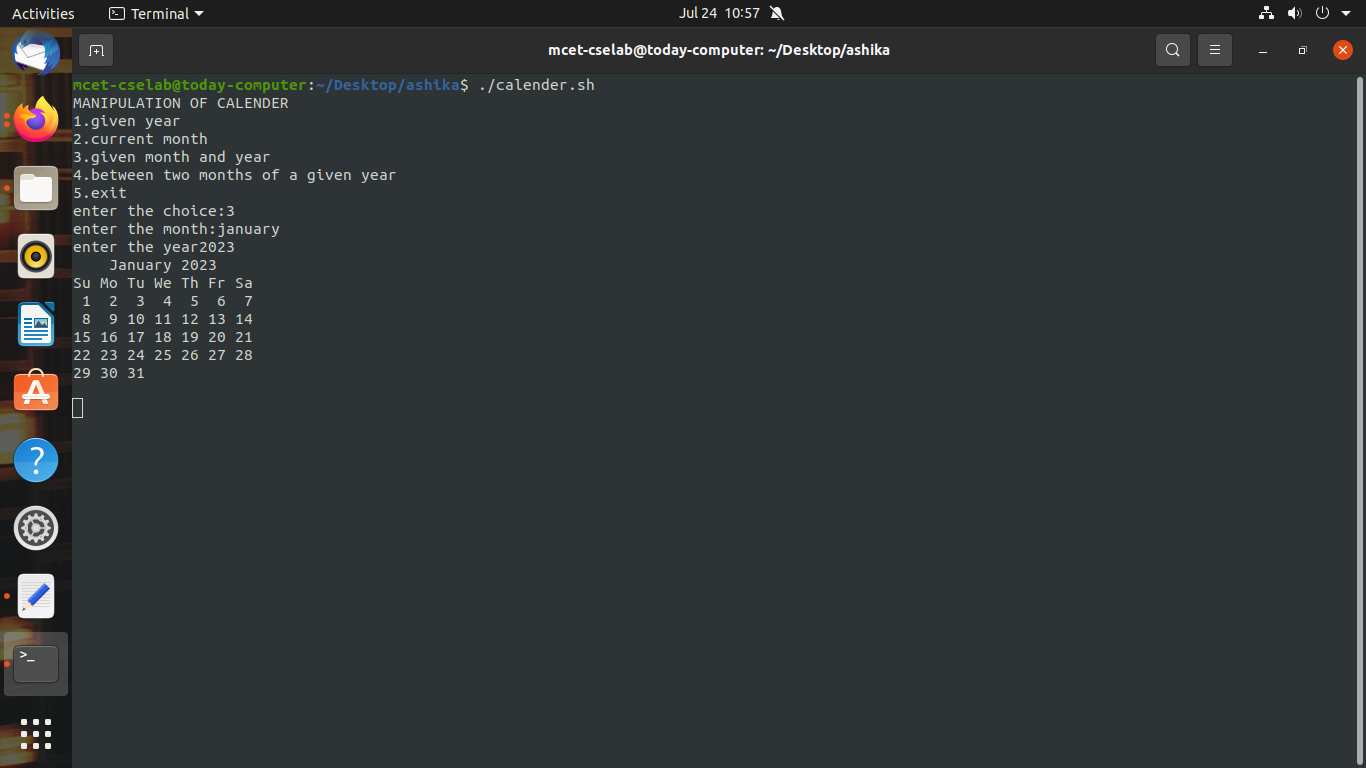 Activities Terminal Jul 24 10:57
mcet-cselab@today-computer: ~/Desktop/ashika
mcet-cselab@today-computer:~/Desktop/ashika$ ./calender.sh
MANIPULATION OF CALENDER
1.given year
2.current month
3.given month and year
4.between two months of a given year
5.exit
enter the choice:3
enter the month:january
enter the year2023
    January 2023
Su Mo Tu We Th Fr Sa
 1  2  3  4  5  6  7
 8  9 10 11 12 13 14
15 16 17 18 19 20 21
22 23 24 25 26 27 28
29 30 31